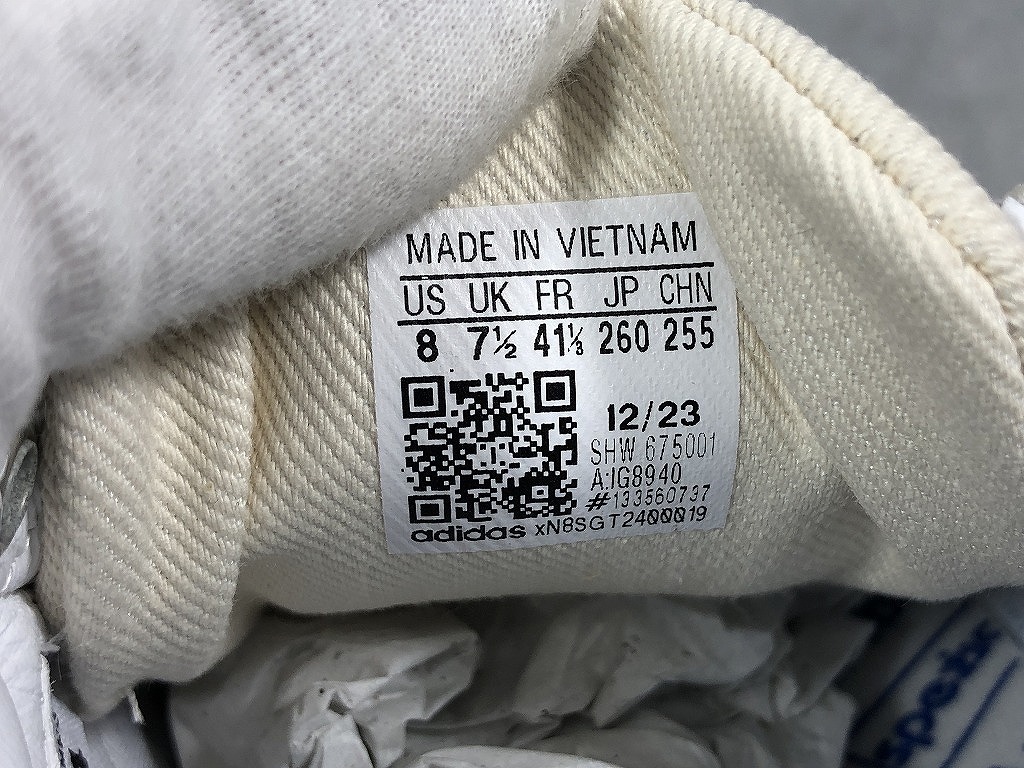 MADE IN VIETNAM
US UK FR JP CHN
8 7½ 41⅓ 260 255
12/23
SHW 675001
A:IG8940
#133560737
adidas xN8SGT2400019